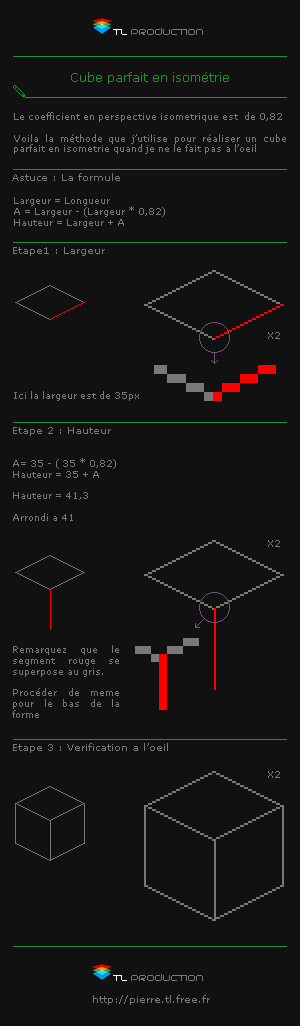 TL PRODUCTION
Cube parfait en isométrie
Le coefficient en perspective isometrique est de 0,82
Voila la méthode que j'utilise pour réaliser un cube
parfait en isometrie quand je ne le fait pas a l'oeil
Astuce : La formule
Largeur = Longueur
A = Largeur - (Largeur * 0,82)
Hauteur = Largeur + A
Etape1 : Largeur
X2
Ici la largeur est de 35px
Etape 2 : Hauteur
A= 35 - ( 35 * 0,82)
Hauteur = 35 + A
Hauteur = 41,3
Arrondi a 41
X2
Remarquez que le
segment rouge se
superpose au gris.
Procéder de meme
pour le bas de la
forme
Etape 3 : Verification a l'oeil
X2
TL PRODUCTION
http://pierre.tl.free.fr